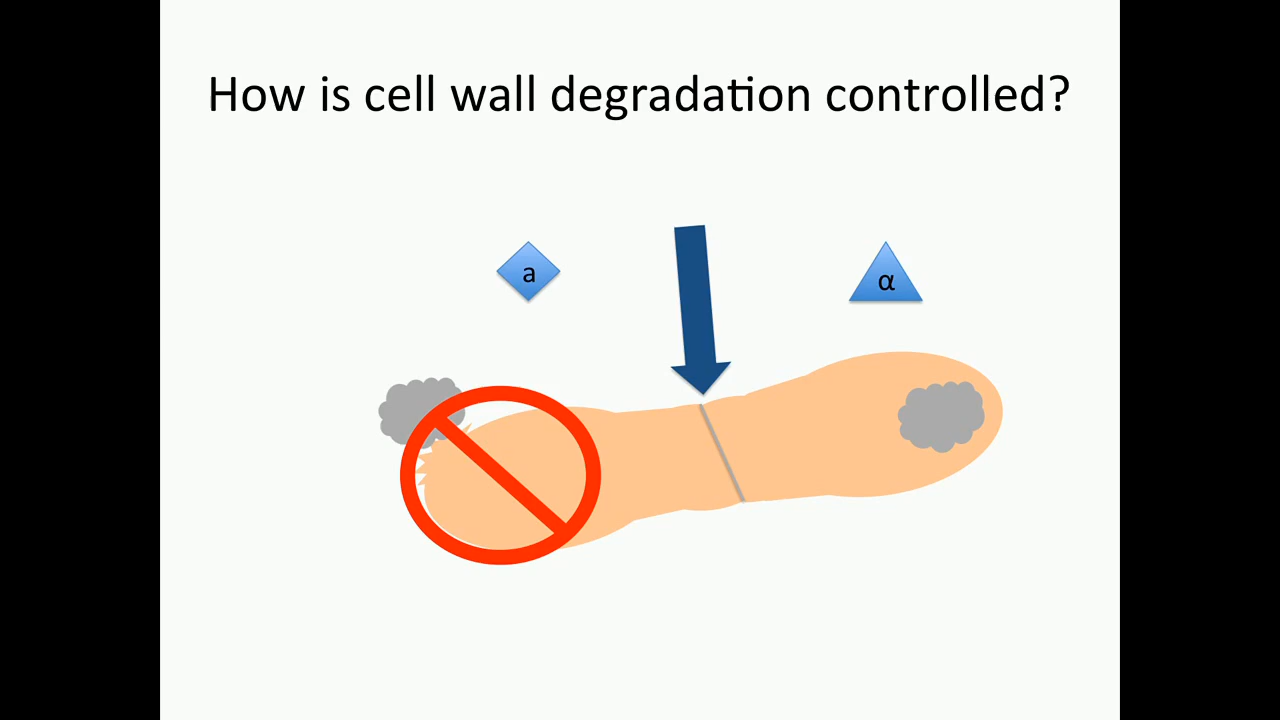 How is cell wall degradation controlled?
a
α